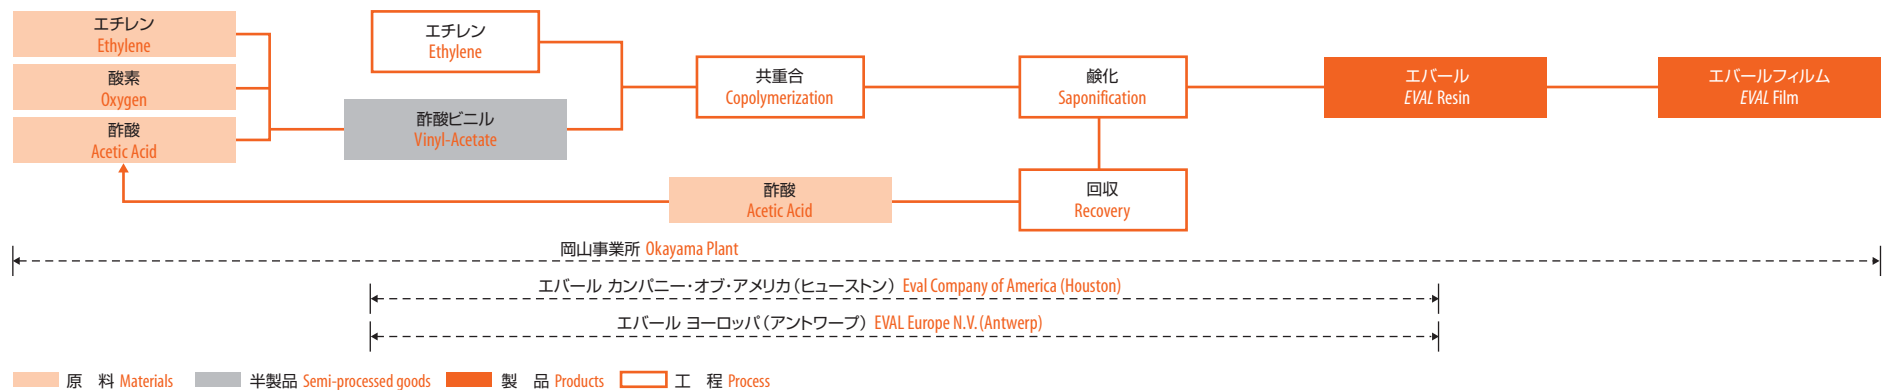 エチレン
Ethylene
酸素
Oxygen
酢酸
Acetic Acid
エチレン
Ethylene
酢酸ビニル
Vinyl-Acetate
共重合
Copolymerization
鹸化
Saponification
エバール
EVAL Resin
エバールフィルム
EVAL Film
酢酸
Acetic Acid
回収
Recovery
岡山事業所 Okayama Plant
エバール カンパニー・オブ・アメリカ（ヒューストン） Eval Company of America (Houston)
エバール ヨーロッパ（アントワープ） EVAL Europe N.V. (Antwerp)
原　料 Materials 半製品 Semi-processed goods 製　品 Products 工　程 Process